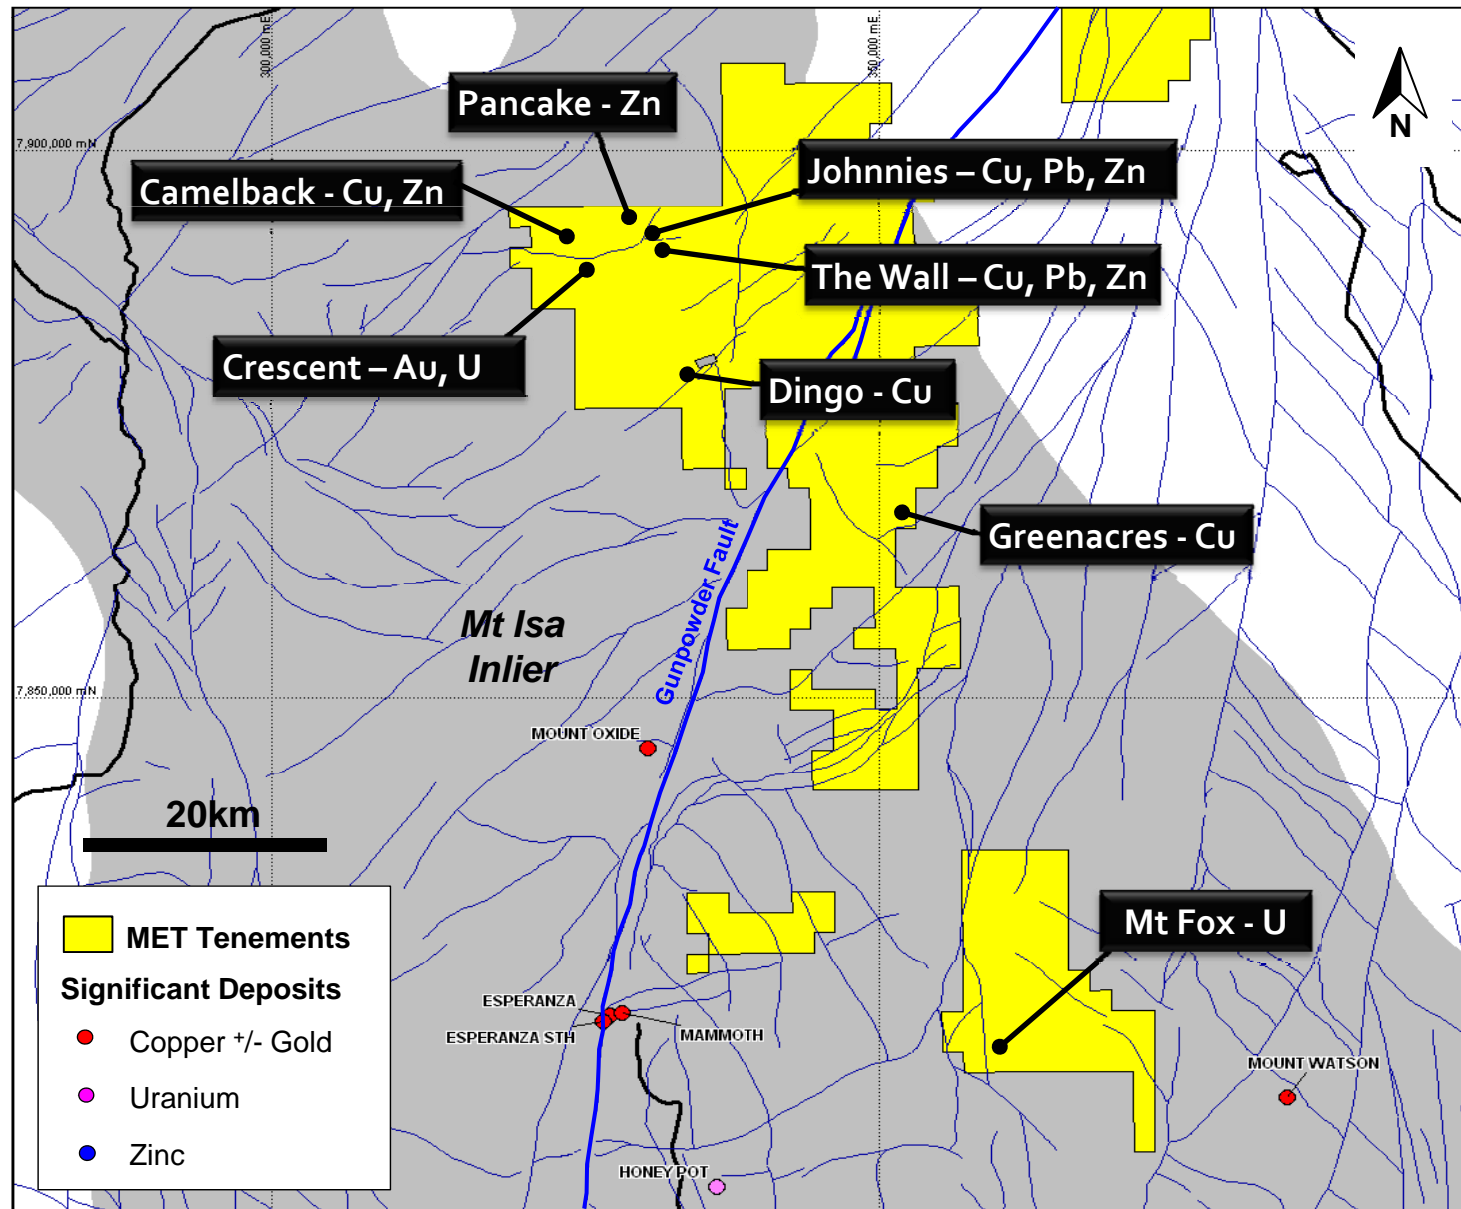 300,000 mE
350,000 mE
Pancake - Zn
N
7,900,000 mN
Johnnies – Cu, Pb, Zn
Camelback - Cu, Zn
The Wall – Cu, Pb, Zn
Crescent – Au, U
Dingo - Cu
Greenacres - Cu
Gunpowder Fault
Mt Isa
Inlier
7,850,000 mN
MOUNT OXIDE
20km
MET Tenements
Significant Deposits
Copper +/- Gold
Uranium
Zinc
Mt Fox - U
ESPERANZA
ESPERANZA STH
MAMMOTH
MOUNT WATSON
HONEY POT